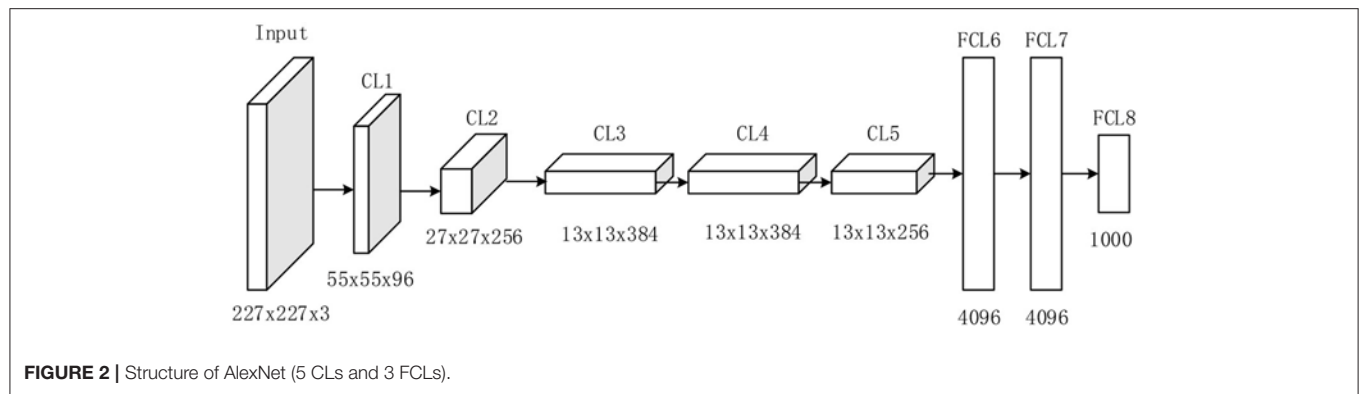 Input
CL1
CL2
CL3
CL4
CL5
FCL6
FCL7
FCL8
227x227x3
55x55x96
27x27x256
13x13x384
13x13x384
13x13x256
4096
4096
1000
FIGURE 2 | Structure of AlexNet (5 CLs and 3 FCLs).